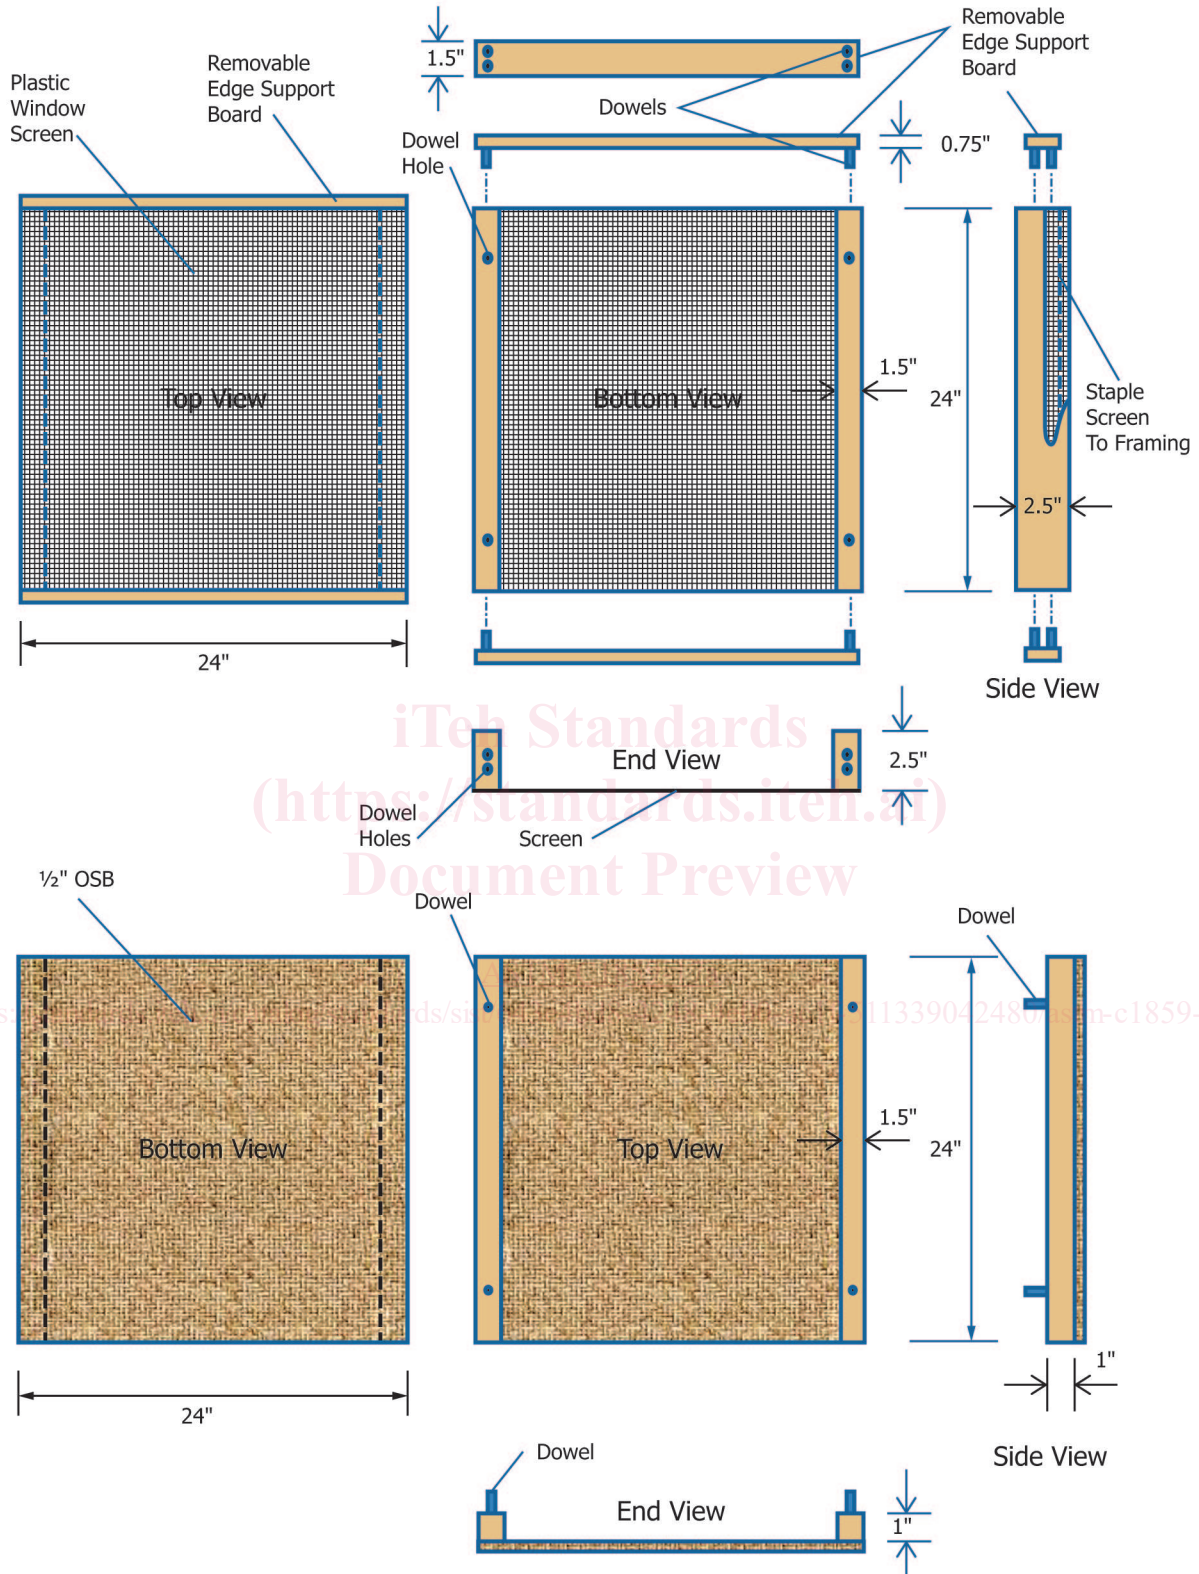 Removable
Edge Support
Board
1.5"
Removable
Edge Support
Board
Plastic
Window
Screen
Dowels
Dowel
Hole
0.75"
1.5"
Top View
Bottom View
24"
Staple
Screen
To Framing
2.5"
24"
Side View
iTeh Standards
End View
2.5"
(https://standards.iteh.ai)
Dowel
Holes
Screen
Document Preview
½" OSB
Dowel
Dowel
11339042480/astm-c1859-
1.5"
Bottom View
Top View
24"
1"
24"
Side View
Dowel
End View
1"